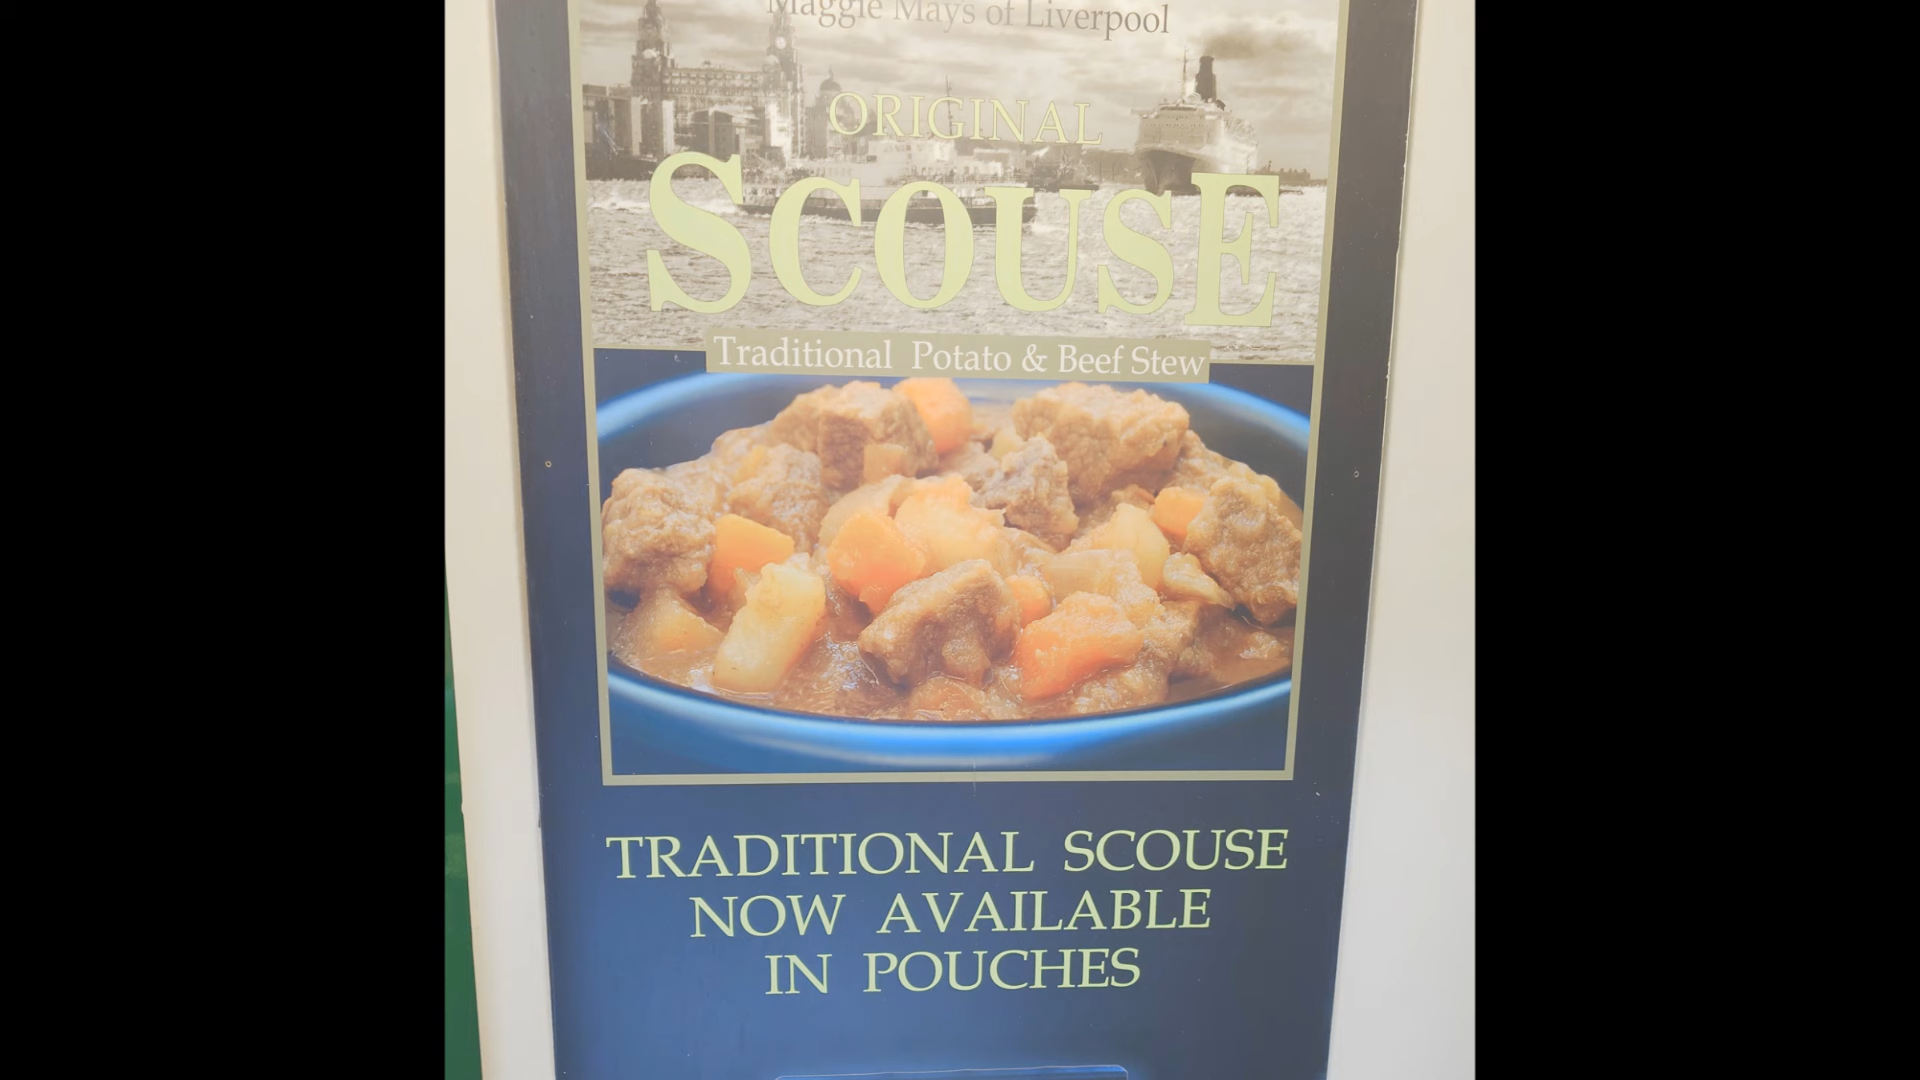 Maggie Mays of Liverpool
ORIGINAL
SCOUSE
Traditional Potato & Beef Stew
TRADITIONAL SCOUSE
NOW AVAILABLE
IN POUCHES